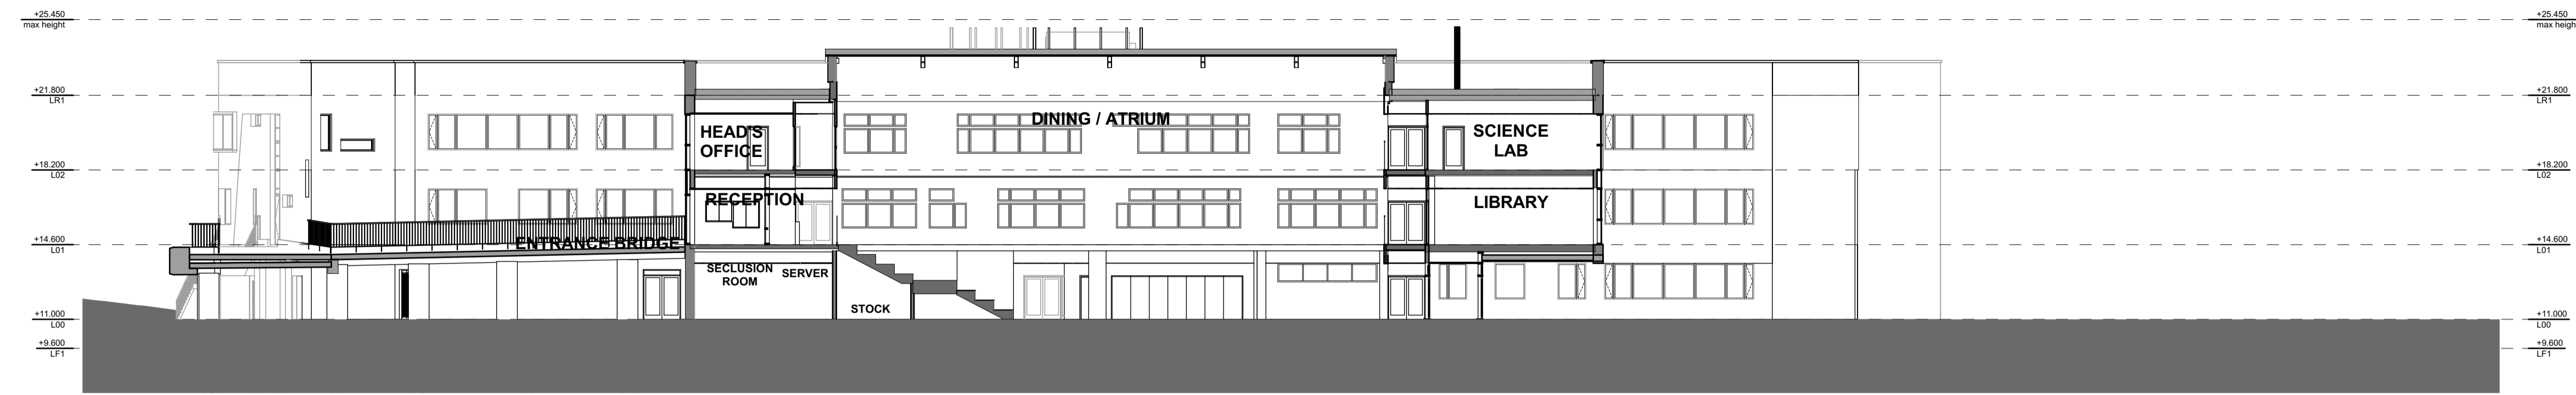 +25.450
max height
+25.450
max heigh
+21.800
LR1
+21.800
LR1
HEAD'S
OFFICE
DINING / ATRIUM
SCIENCE
LAB
+18.200
L02
+18.200
L02
RECEPTION
LIBRARY
+14.600
L01
ENTRANCE BRIDGE
+14.600
L01
SECLUSION
ROOM
SERVER
STOCK
+11.000
L00
+11.000
L00
+9.600
LF1
+9.600
LF1